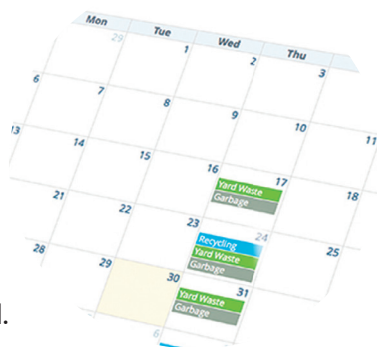 Mon Tue Wed Thu
29 1 2 3
6 7 8 9 10 11
13 14 15 16 17 18
Yard Waste
Garbage
21 22 23 24 25
Recycling
Yard Waste
Garbage
28 29 30 31
Yard Waste
Garbage
6
.